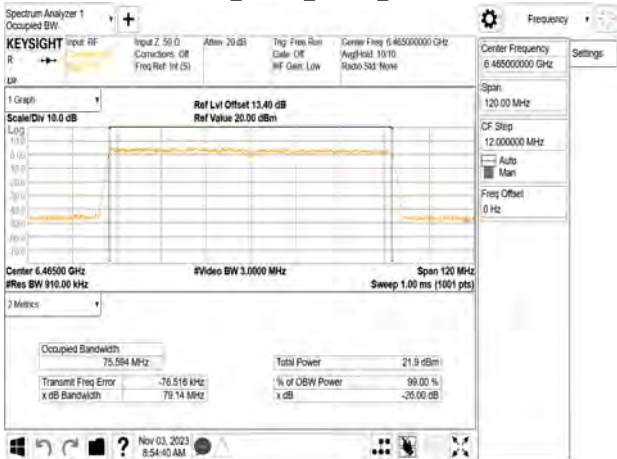 Spectrum Analyzer 1
Occupied BW
Frequency
KEYSIGHT Input: RF
Input Z: 50 Ω
Atten: 20 dB
Trig: Free Run
Center Freq: 6.465000000 GHz
R
Corrections: Off
Gate: Off
Avg|Hold: 10/10
Freq Ref: Int (S)
#IF Gain: Low
Radio Std: None
Center Frequency
6.465000000 GHz
Settings
Span
120.00 MHz
CF Step
12.000000 MHz
Auto
Man
Freq Offset
0 Hz
1 Graph
Ref Lvl Offset 13.40 dB
Scale/Div 10.0 dB
Ref Value 20.00 dBm
Log
Center 6.46500 GHz
#Video BW 3.0000 MHz
Span 120 MHz
#Res BW 910.00 kHz
Sweep 1.00 ms (1001 pts)
2 Metrics
Occupied Bandwidth
75.594 MHz
Total Power
21.9 dBm
Transmit Freq Error
-76.516 kHz
% of OBW Power
99.00 %
x dB Bandwidth
79.14 MHz
x dB
-26.00 dB
Nov 03, 2023
8:54:40 AM